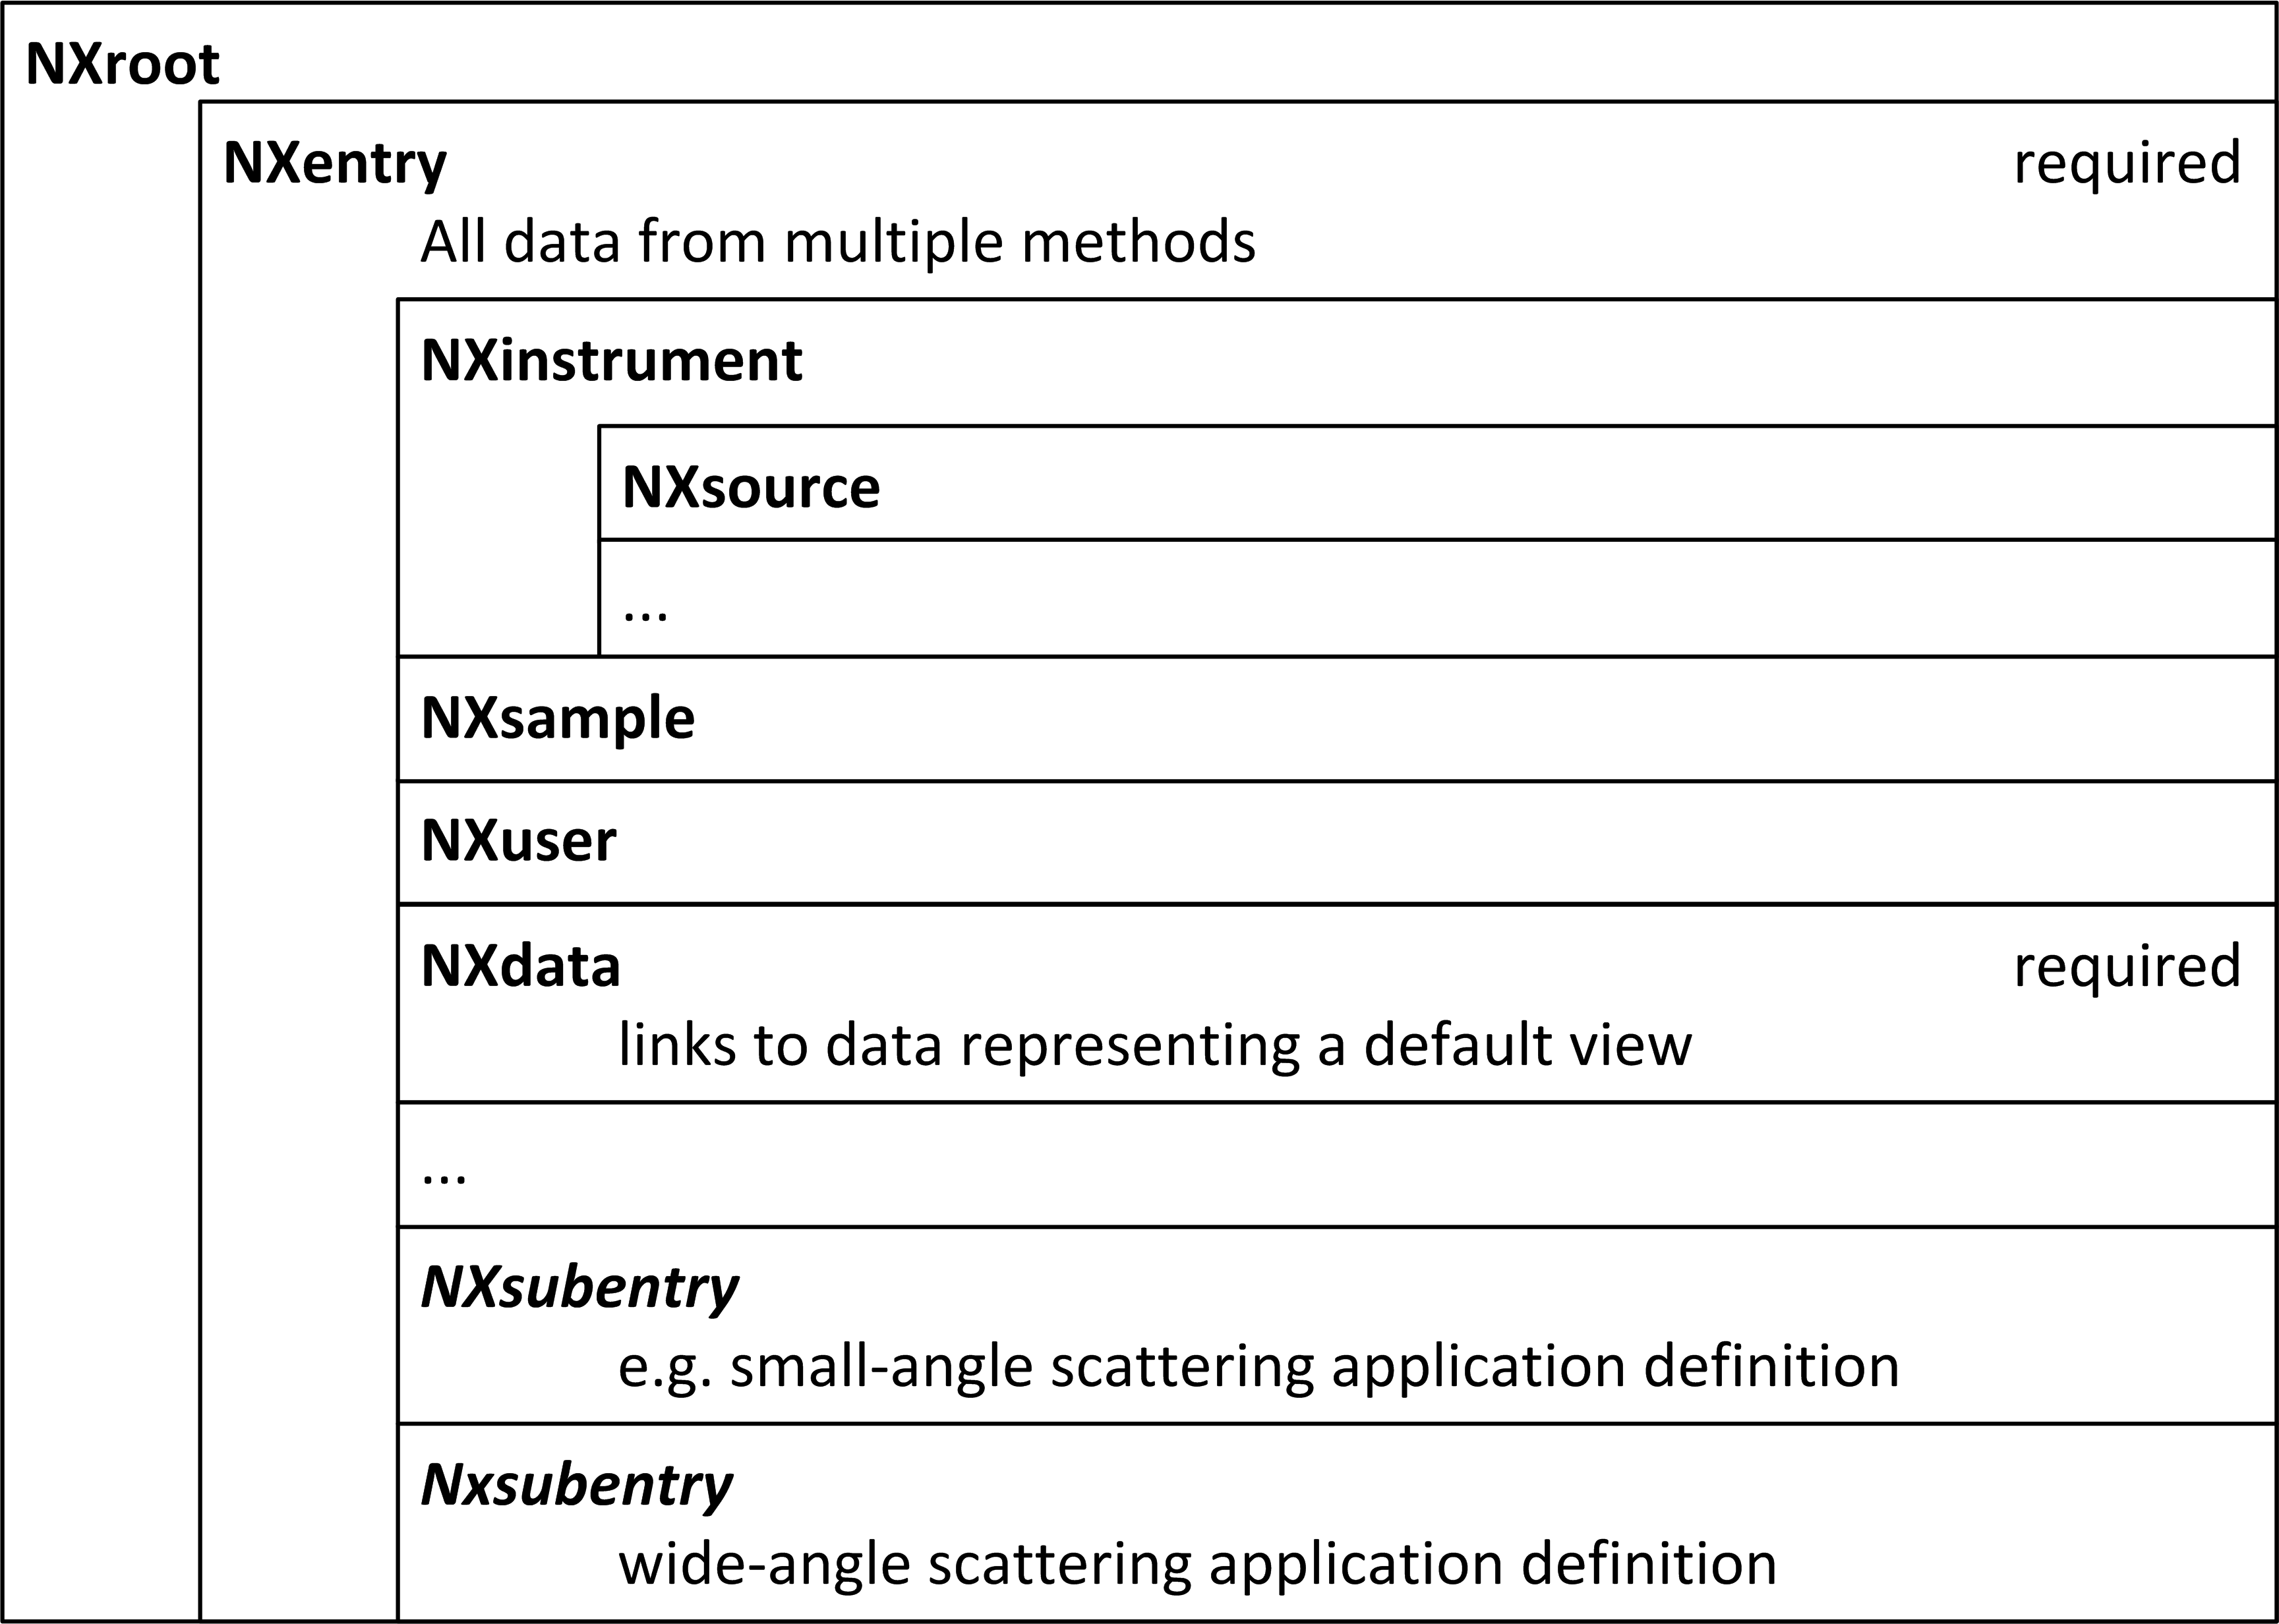 NXroot
NXentry required
All data from multiple methods
NXinstrument
NXsource
...
NXsample
NXuser
NXdata required
links to data representing a default view
...
NXsubentry
e.g. small-angle scattering application definition
Nxsubentry
wide-angle scattering application definition